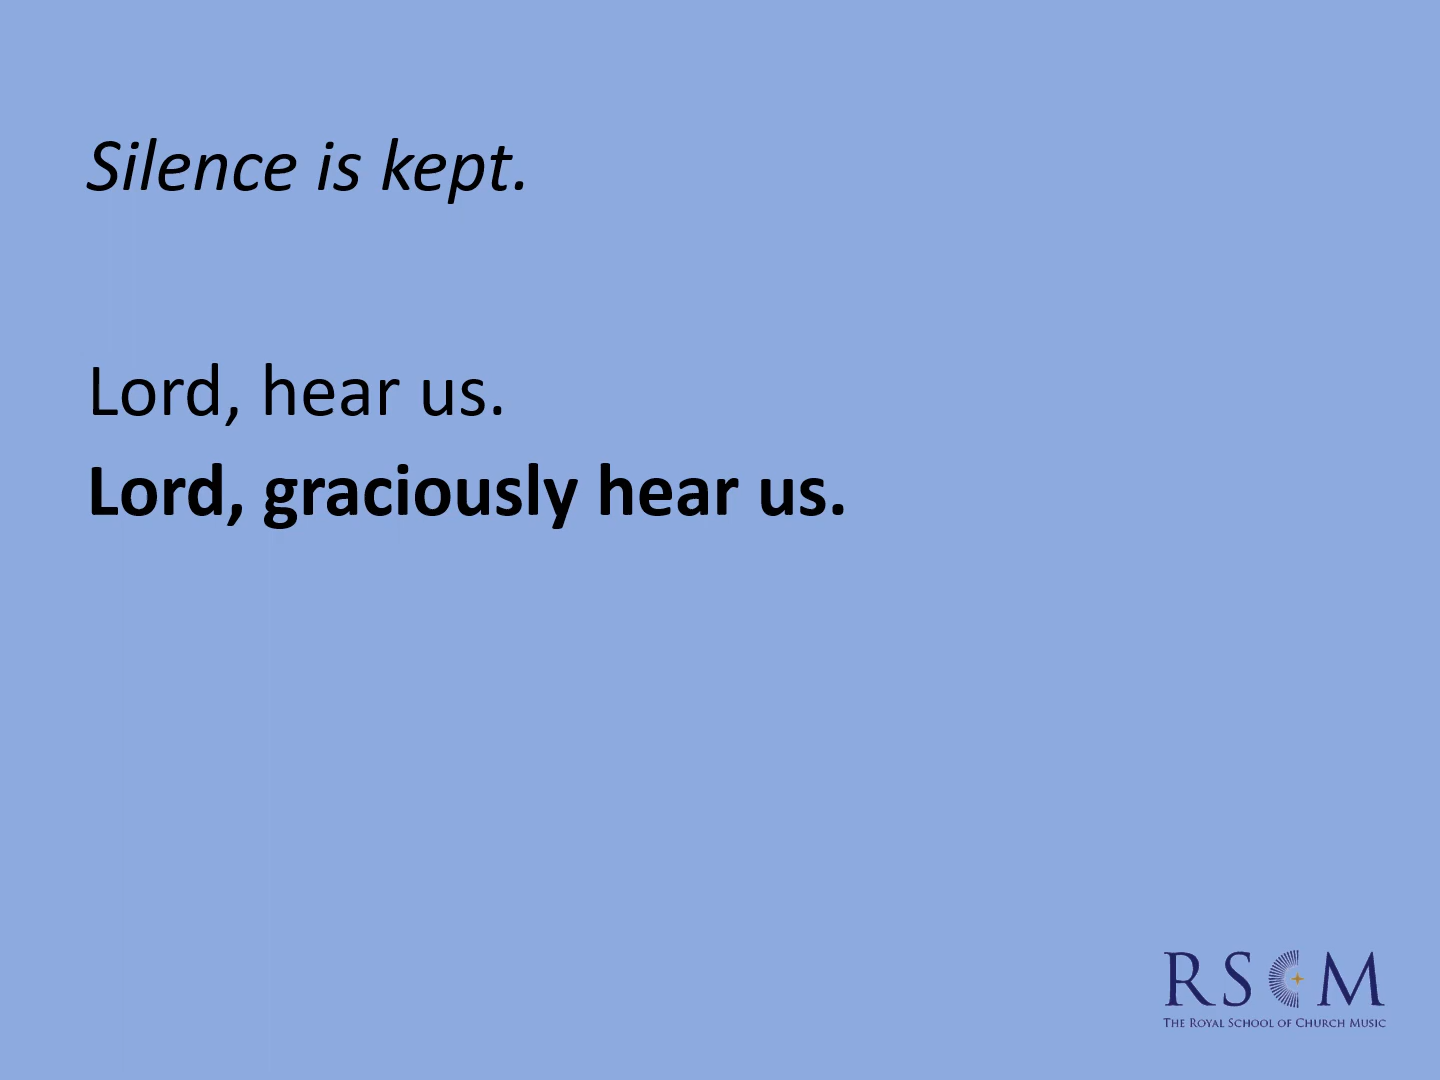 Silence is kept.
Lord, hear us.
Lord, graciously hear us.
RSCM
The Royal School of Church Music